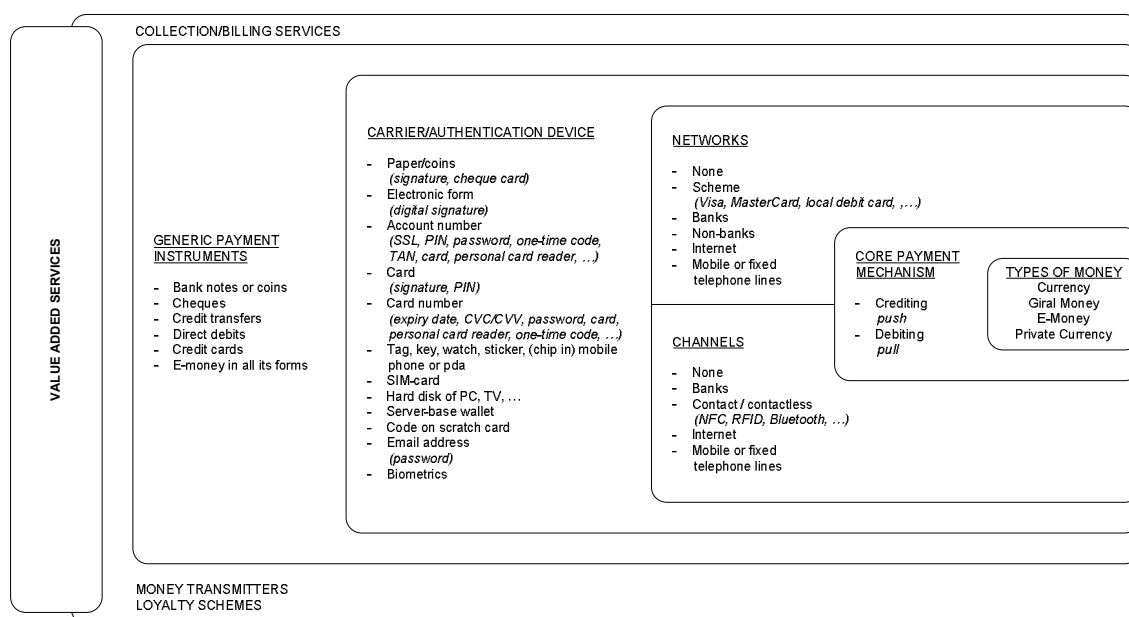 COLLECTION/BILLING SERVICES
VALUE ADDED SERVICES
GENERIC PAYMENT
INSTRUMENTS
- Bank notes or coins
- Cheques
- Credit transfers
- Direct debits
- Credit cards
- E-money in all its forms
CARRIER/AUTHENTICATION DEVICE
- Paper/coins
(signature, cheque card)
- Electronic form
(digital signature)
- Account number
(SSL, PIN, password, one-time code,
TAN, card, personal card reader, …)
- Card
(signature, PIN)
- Card number
(expiry date, CVC/CVV, password, card,
personal card reader, one-time code, …)
- Tag, key, watch, sticker, (chip in) mobile
phone or pda
- SIM-card
- Hard disk of PC, TV, …
- Server-base wallet
- Code on scratch card
- Email address
(password)
- Biometrics
NETWORKS
- None
- Scheme
(Visa, MasterCard, local debit card, ,…)
- Banks
- Non-banks
- Internet
- Mobile or fixed
telephone lines
CHANNELS
- None
- Banks
- Contact / contactless
(NFC, RFID, Bluetooth, …)
- Internet
- Mobile or fixed
telephone lines
CORE PAYMENT
MECHANISM
- Crediting
push
- Debiting
pull
TYPES OF MONEY
Currency
Giral Money
E-Money
Private Currency
MONEY TRANSMITTERS
LOYALTY SCHEMES